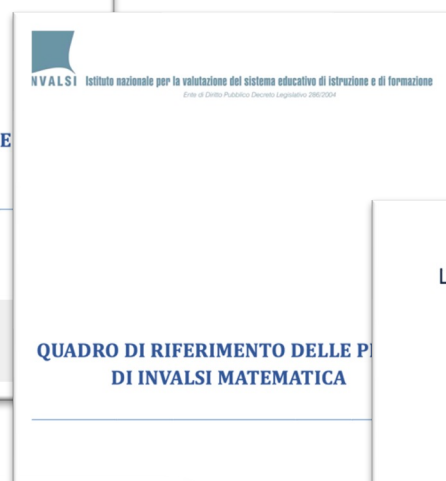 NVALSI Istituto nazionale per la valutazione del sistema educativo di istruzione e di formazione
Ente di Diritto Pubblico Decreto Legislativo 286/2004
E
L
QUADRO DI RIFERIMENTO DELLE P
DI INVALSI MATEMATICA